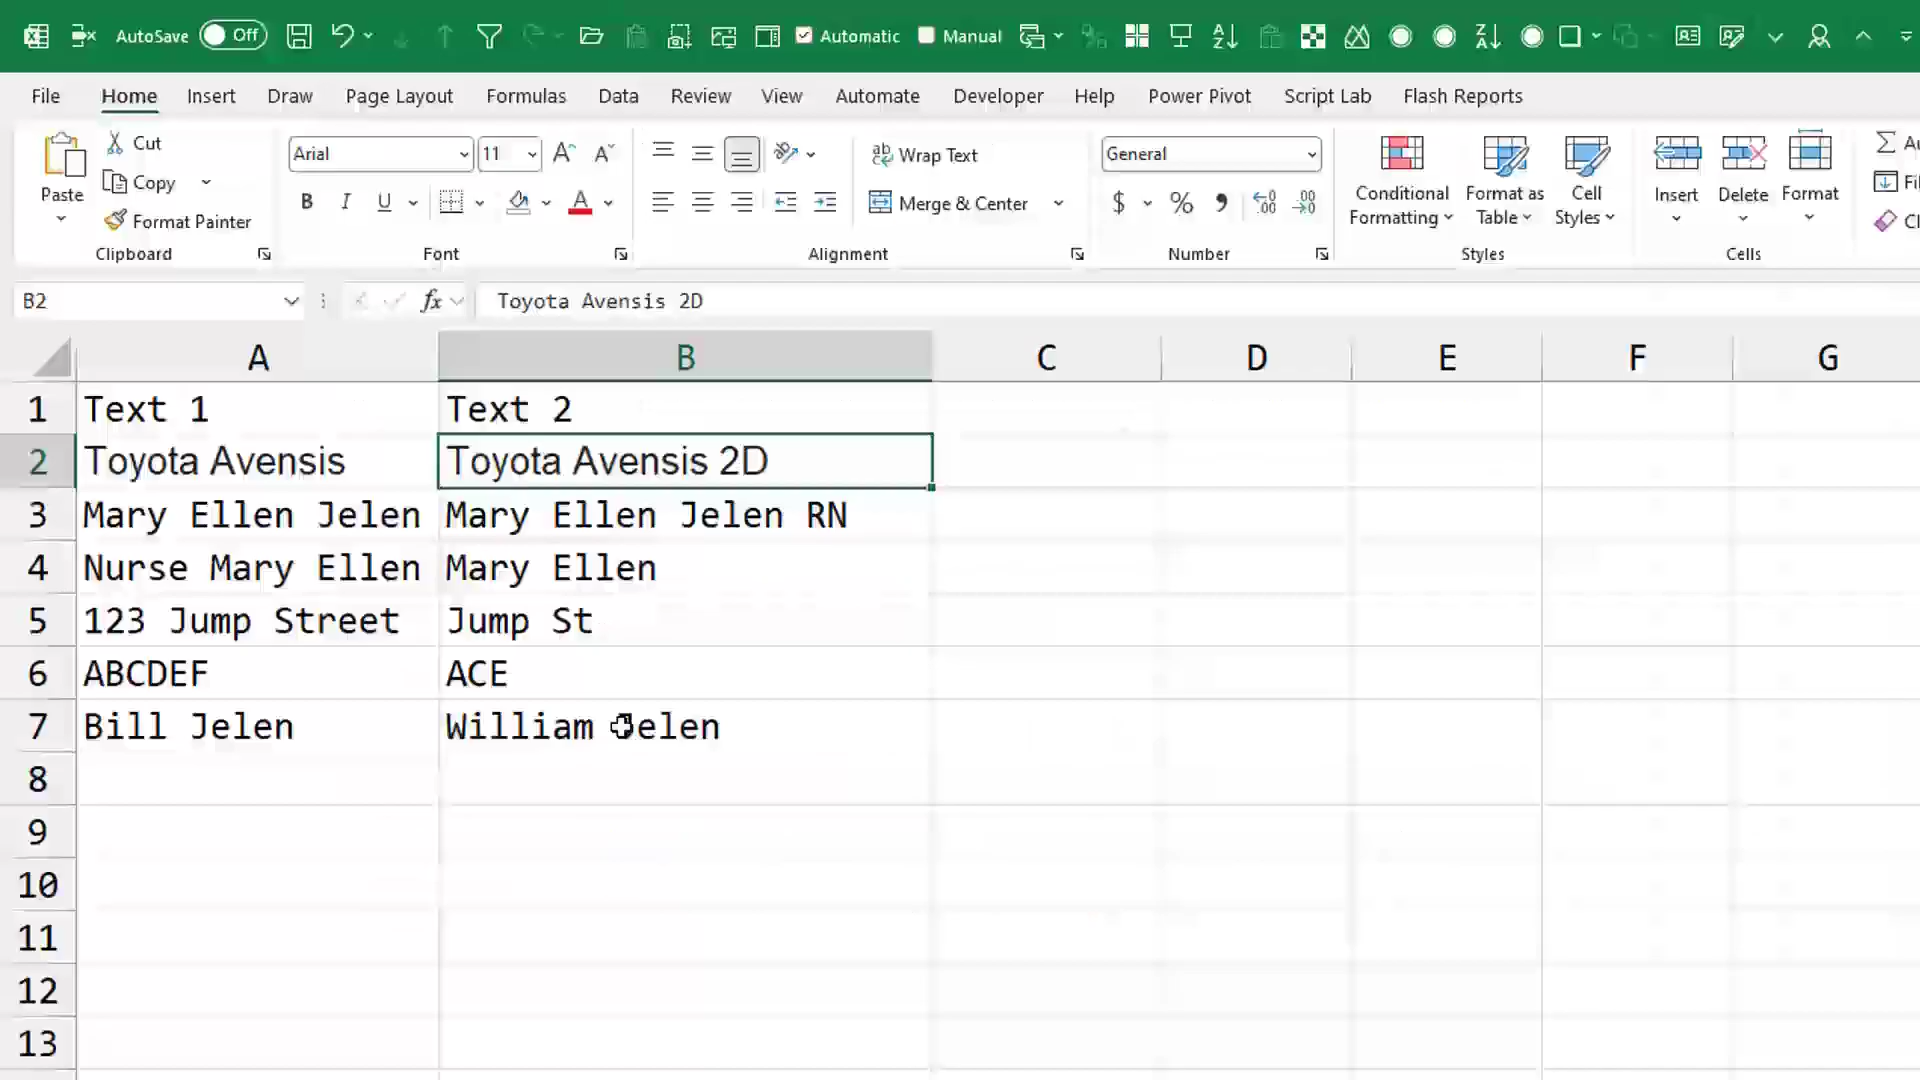 AutoSave Off Automatic Manual
File Home Insert Draw Page Layout Formulas Data Review View Automate Developer Help Power Pivot Script Lab Flash Reports
Paste
Cut
Copy
Format Painter
Clipboard
Arial 11
B I U
Font
Wrap Text
Merge & Center
Alignment
General
$ %
Number
Conditional Formatting
Format as Table
Cell Styles
Styles
Insert
Delete
Format
Cells
B2 fx Toyota Avensis 2D
A B C D E F G
1 Text 1 Text 2
2 Toyota Avensis Toyota Avensis 2D
3 Mary Ellen Jelen Mary Ellen Jelen RN
4 Nurse Mary Ellen Mary Ellen
5 123 Jump Street Jump St
6 ABCDEF ACE
7 Bill Jelen William Jelen
8
9
10
11
12
13